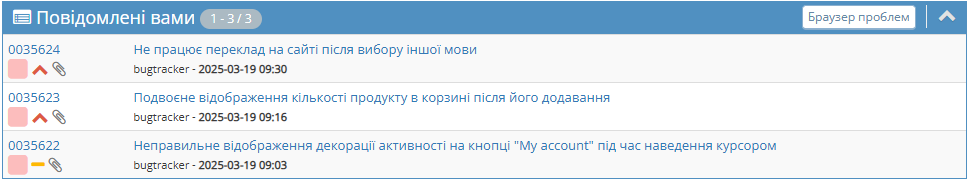 Повідомлені вами 1 - 3 / 3 Браузер проблем
0035624 Не працює переклад на сайті після вибору іншої мови
bugtracker - 2025-03-19 09:30
0035623 Подвоєне відображення кількості продукту в корзині після його додавання
bugtracker - 2025-03-19 09:16
0035622 Неправильне відображення декорації активності на кнопці "My account" під час наведення курсором
bugtracker - 2025-03-19 09:03